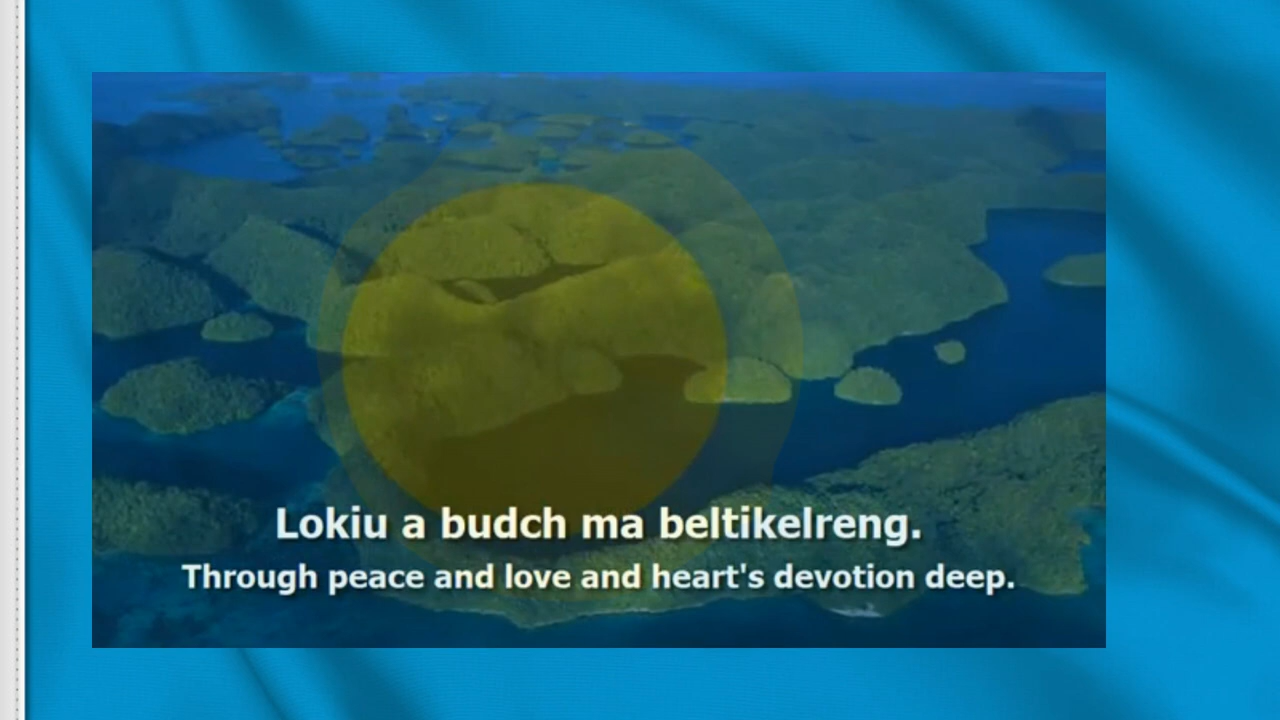 Lokiu a budch ma beltikelreng.
Through peace and love and heart's devotion deep.